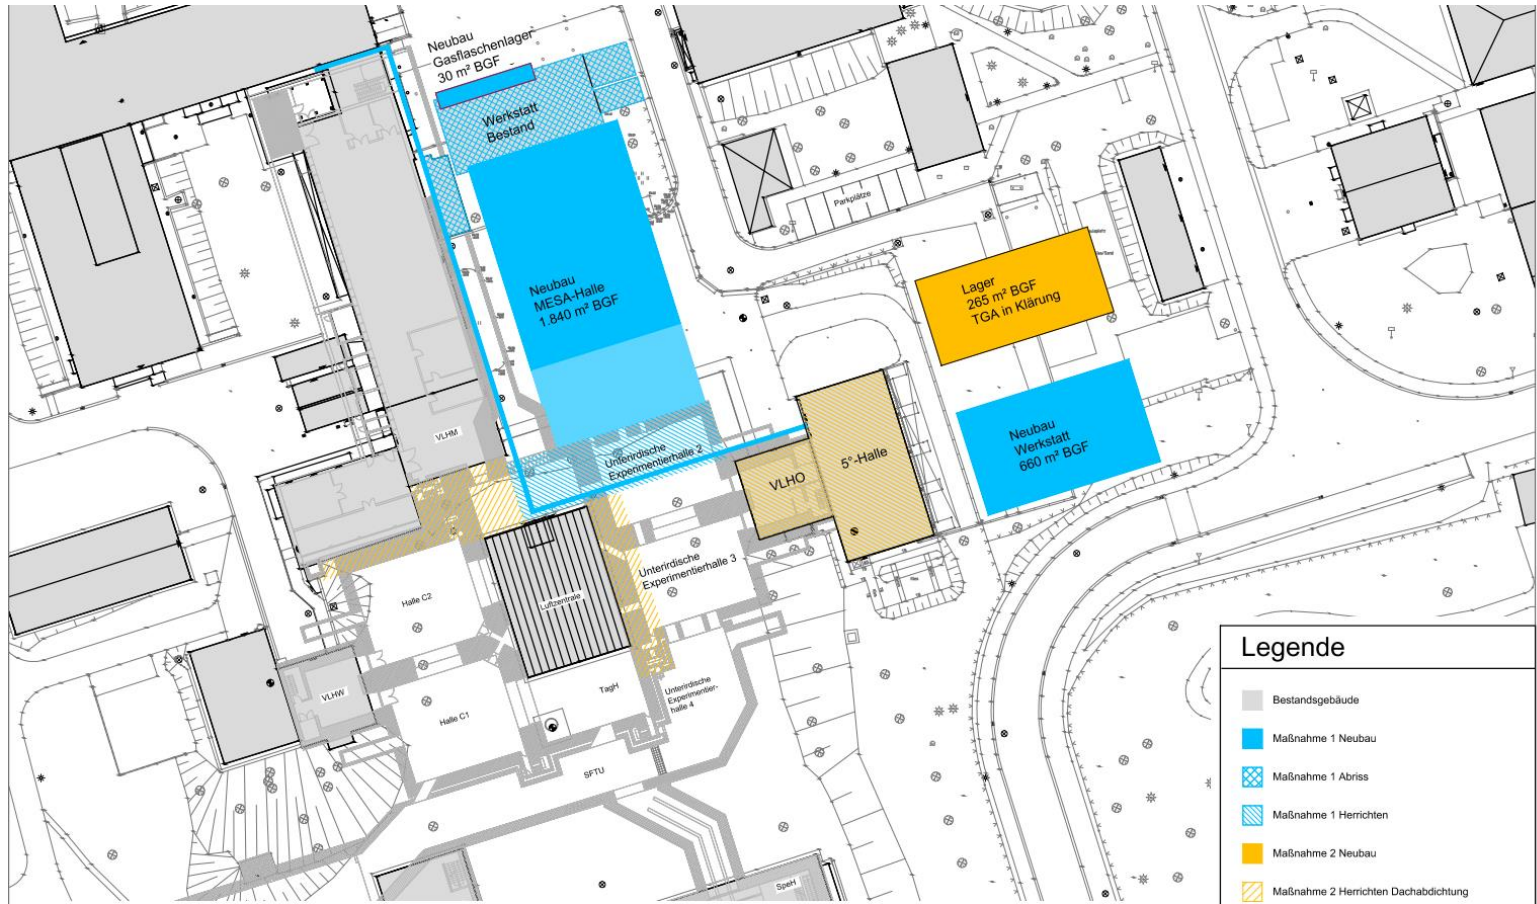 Neubau
Gasflaschenlager
30 m² BGF
Werkstatt
Bestand
Parkplätze
Neubau
MESA-Halle
1.840 m² BGF
Lager
265 m² BGF
TGA in Klärung
Neubau
Werkstatt
660 m² BGF
VLHM
Unterirdische
Experimentierhalle 2
VLHO
5°-Halle
Unterirdische
Experimentierhalle 3
Halle C2
Luftzentrale
VLHW
Halle C1
TagH
Unterirdische
Experimentier-
halle 4
SFTU
SpeH
Legende
Bestandsgebäude
Maßnahme 1 Neubau
Maßnahme 1 Abriss
Maßnahme 1 Herrichten
Maßnahme 2 Neubau
Maßnahme 2 Herrichten Dachabdichtung